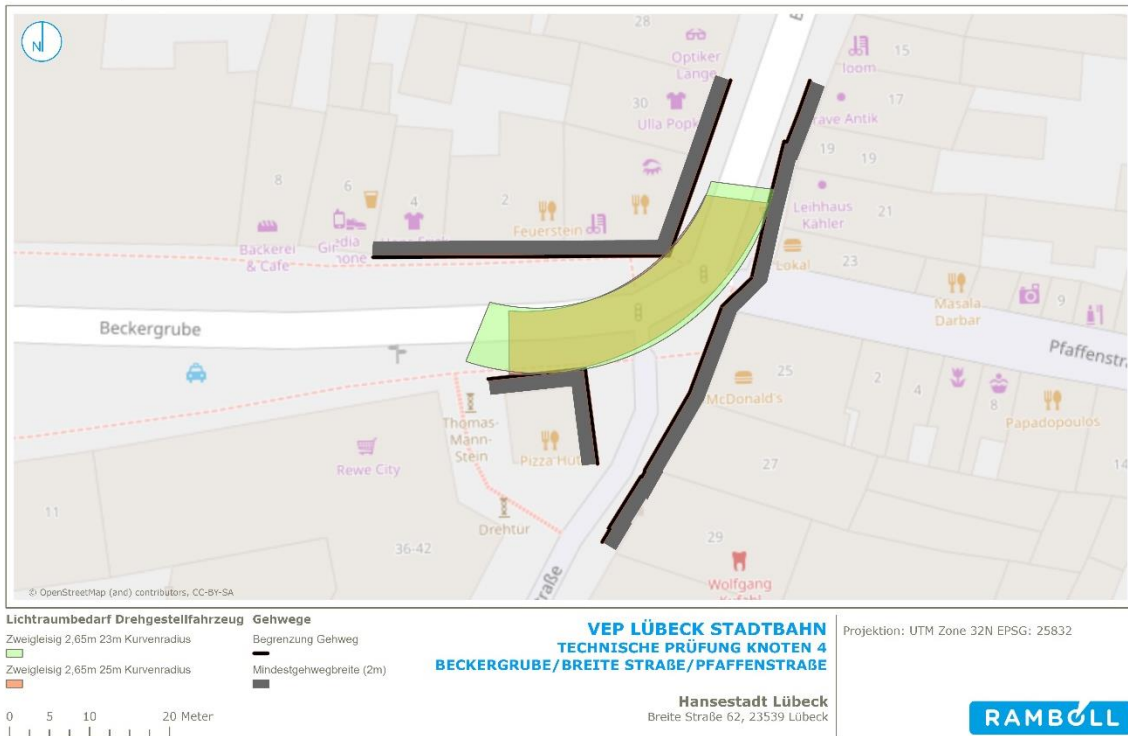 28
Optiker
Lange
loom
15
30
Ulla Popk
17
rave Antik
19
19
8
6
4
2
Feuerstein
Leihhaus
Kähler
21
Bäckerei
& Cafe
Lokal
23
Masala
Darbar
9
Beckergrube
Pfaffenstra
McDonald's
25
2
4
8
Papadopoulos
Thomas-
Mann-
Stein
Pizza Hut
Rewe City
27
14
11
Drehtür
36-42
29
raße
Wolfgang
© OpenStreetMap (and) contributors, CC-BY-SA
N
Lichtraumbedarf Drehgestellfahrzeug
Zweigleisig 2,65m 23m Kurvenradius
Zweigleisig 2,65m 25m Kurvenradius
Gehwege
Begrenzung Gehweg
Mindestgehwegbreite (2m)
0 5 10 20 Meter
VEP LÜBECK STADTBAHN
TECHNISCHE PRÜFUNG KNOTEN 4
BECKERGRUBE/BREITE STRAßE/PFAFFENSTRAßE
Hansestadt Lübeck
Breite Straße 62, 23539 Lübeck
Projektion: UTM Zone 32N EPSG: 25832
RAMBOLL